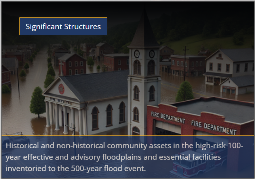 Significant Structures
FIRE DEPARTMENT FIRE DEPARTMENT
Historical and non-historical community assets in the high-risk 100-
year effective and advisory floodplains and essential facilities
inventoried to the 500-year flood event.